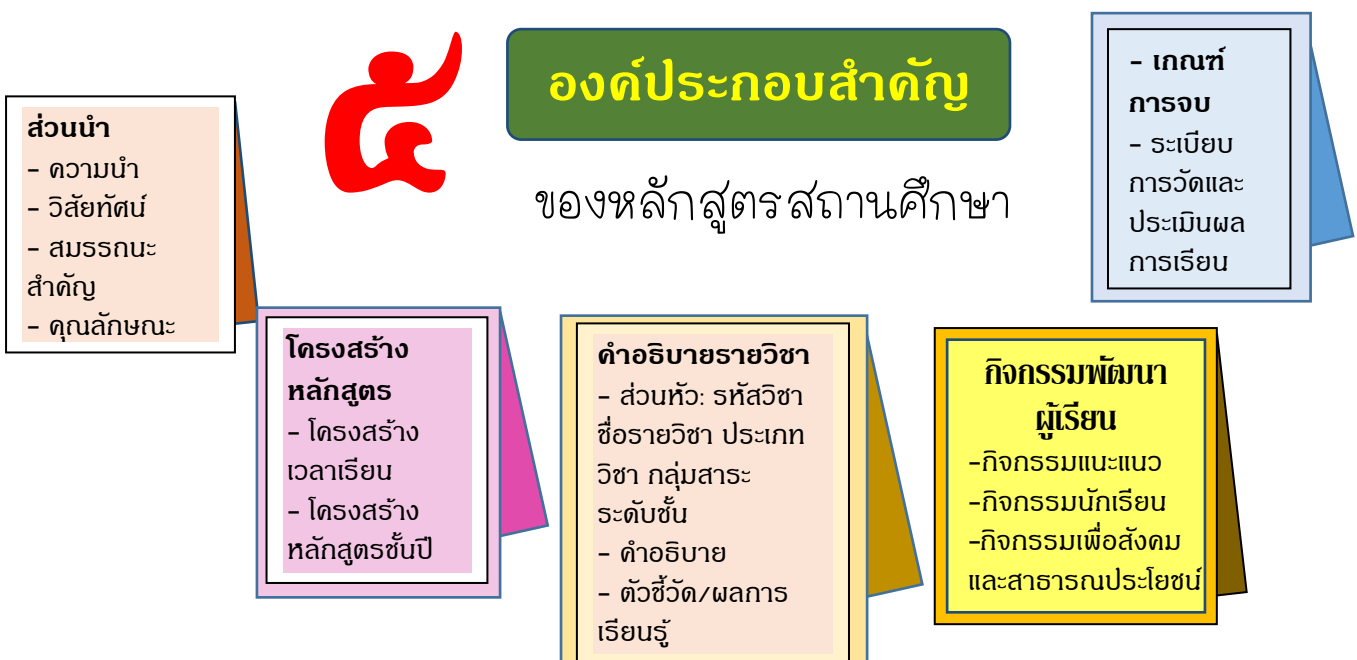 ๕
องค์ประกอบสำคัญ
ของหลักสูตรสถานศึกษา
ส่วนนำ
- ความนำ
- วิสัยทัศน์
- สมรรถนะ
สำคัญ
- คุณลักษณะ
โครงสร้าง
หลักสูตร
- โครงสร้าง
เวลาเรียน
- โครงสร้าง
หลักสูตรชั้นปี
คำอธิบายรายวิชา
- ส่วนหัว: รหัสวิชา
ชื่อรายวิชา ประเภท
วิชา กลุ่มสาระ
ระดับชั้น
- คำอธิบาย
- ตัวชี้วัด/ผลการ
เรียนรู้
กิจกรรมพัฒนา
ผู้เรียน
-กิจกรรมแนะแนว
-กิจกรรมนักเรียน
-กิจกรรมเพื่อสังคม
และสาธารณประโยชน์
- เกณฑ์
การจบ
- ระเบียบ
การวัดและ
ประเมินผล
การเรียน